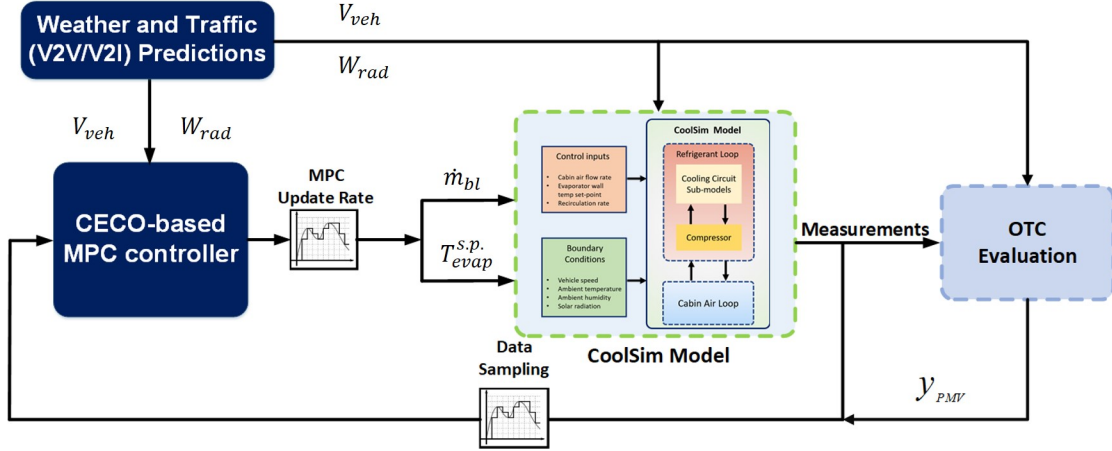 Weather and Traffic
(V2V/V2I) Predictions
V_veh
W_rad
V_veh
W_rad
CECO-based
MPC controller
MPC
Update Rate
ṁ_bl
T_evap^s.p.
Control inputs
• Cabin air flow rate
• Evaporator wall
temp set-point
• Recirculation rate
Boundary
Conditions
• Vehicle speed
• Ambient temperature
• Ambient humidity
• Solar radiation
CoolSim Model
Refrigerant Loop
Cooling Circuit
Sub-models
Compressor
Cabin Air Loop
CoolSim Model
Measurements
OTC
Evaluation
Data
Sampling
y_PMV